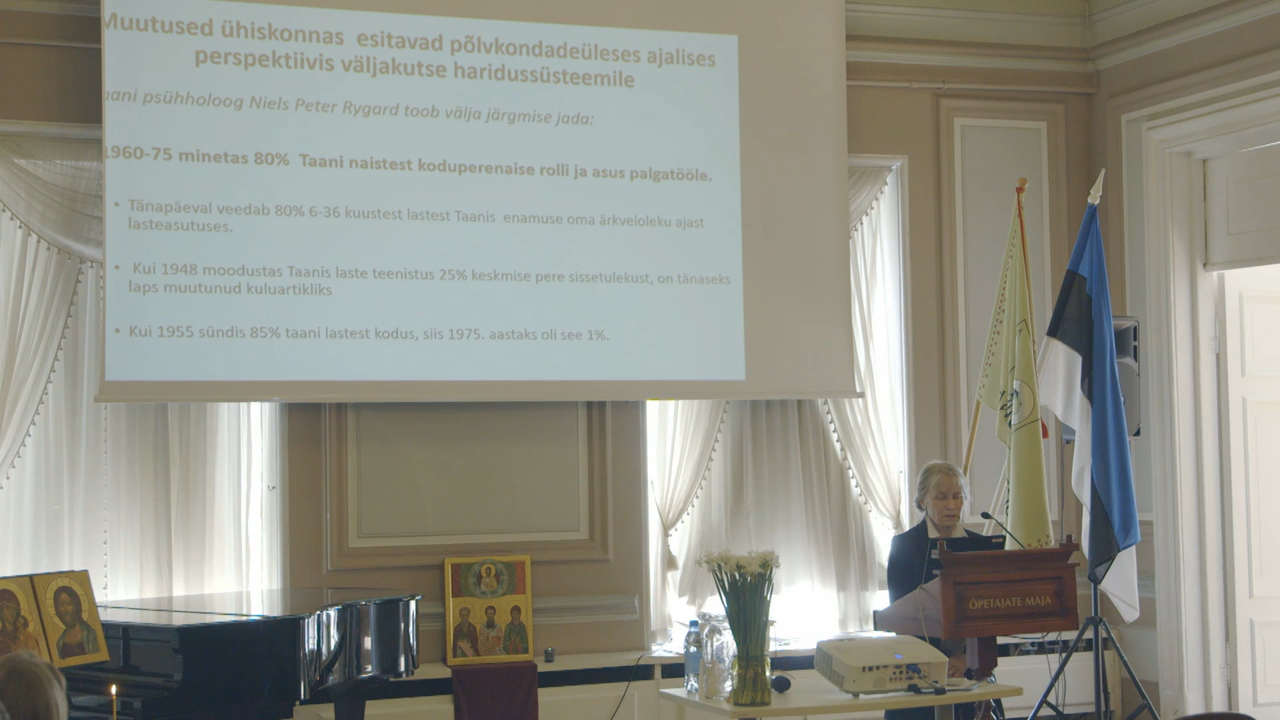 Muutused ühiskonnas esitavad põlvkondadeüleses ajalises
perspektiivis väljakutse haridussüsteemile
aani psühholoog Niels Peter Rygard toob välja järgmise jada:
1960-75 minetas 80% Taani naistest koduperenaise rolli ja asus palgatööle.
• Tänapäeval veedab 80% 6-36 kuustest lastest Taanis enamuse oma ärkveloleku ajast
lasteasutuses.
• Kui 1948 moodustas Taanis laste teenistus 25% keskmise pere sissetulekust, on tänaseks
laps muutunud kuluartikliks
• Kui 1955 sündis 85% taani lastest kodus, siis 1975. aastaks oli see 1%.
ÕPETAJATE MAJA